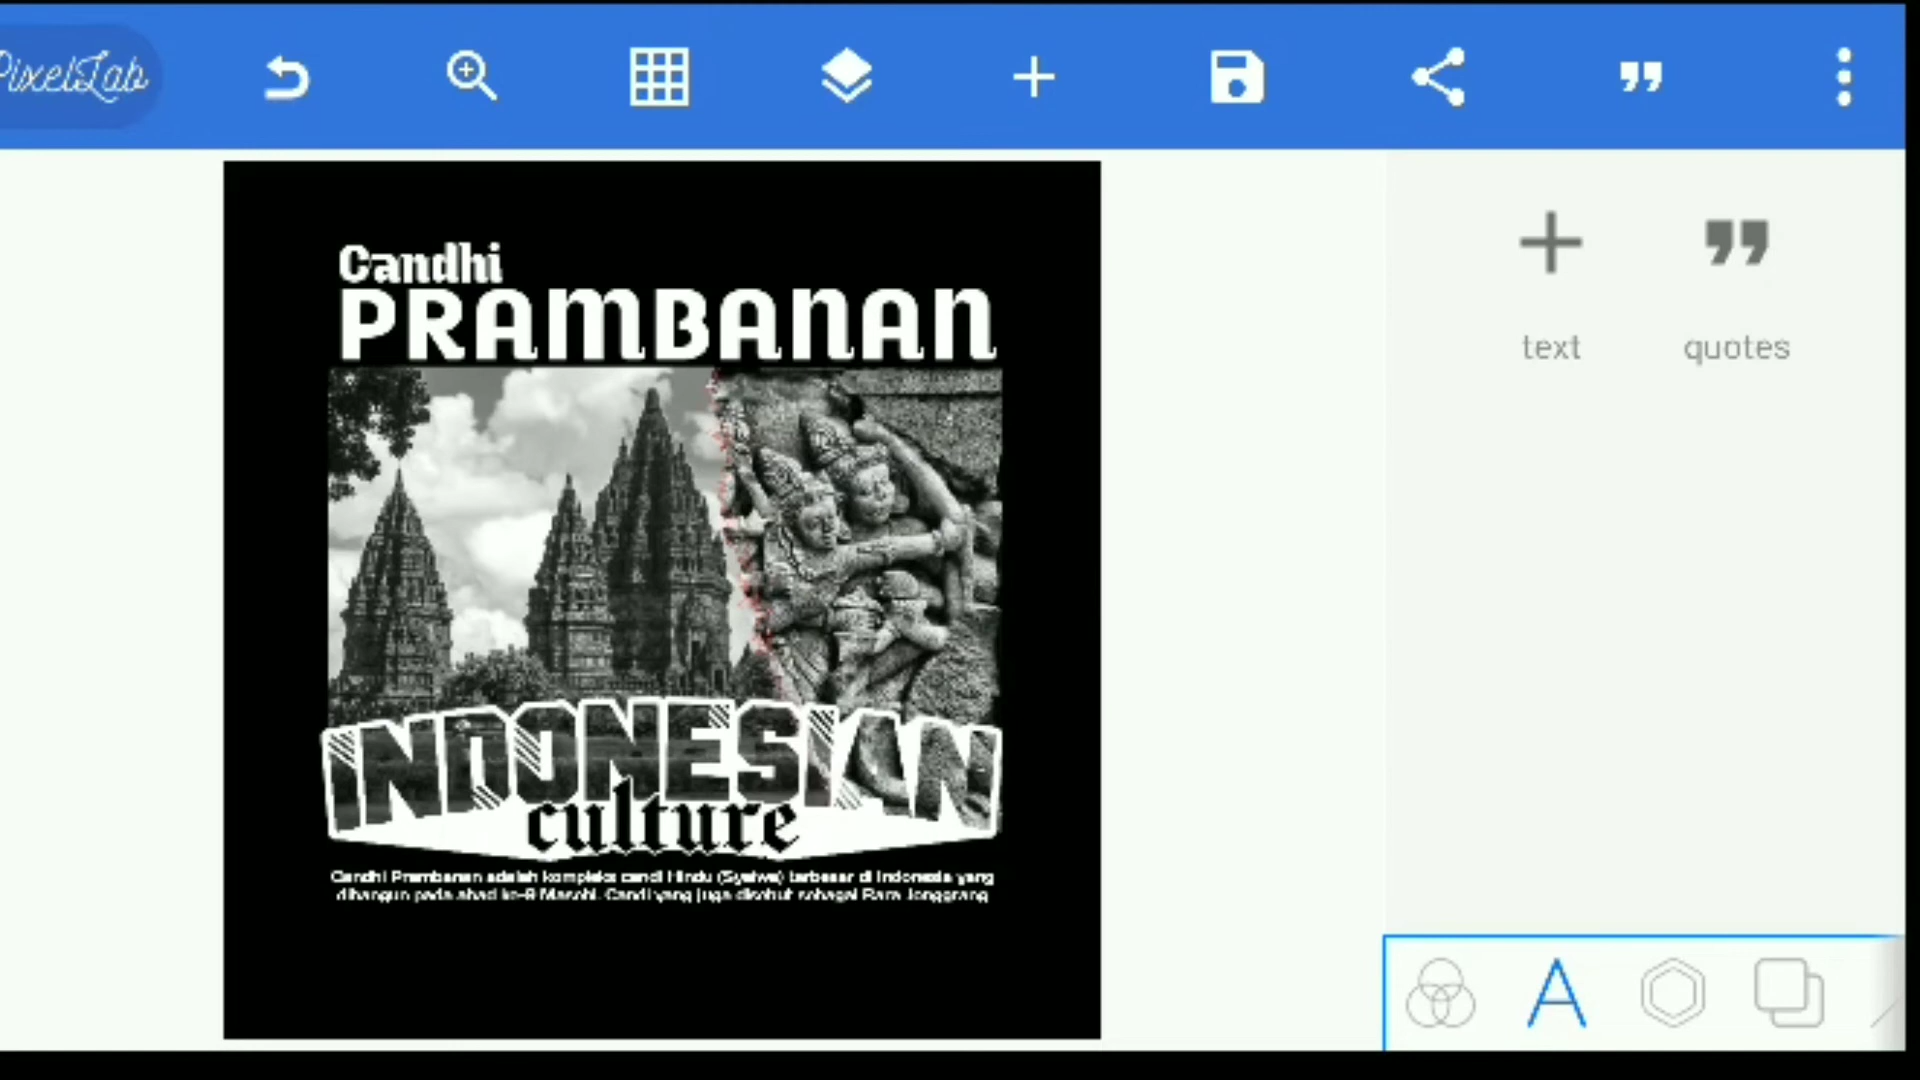 PixelLab
Candhi
PRAMBANAN
text
quotes
INDONESIAN
culture
Candhi Prambanan adalah kompleks candi Hindu (Syaiwa) terbesar di Indonesia yang
dibangun pada abad ke-9 Masehi. Candi yang juga disebut sebagai Rara Jonggrang